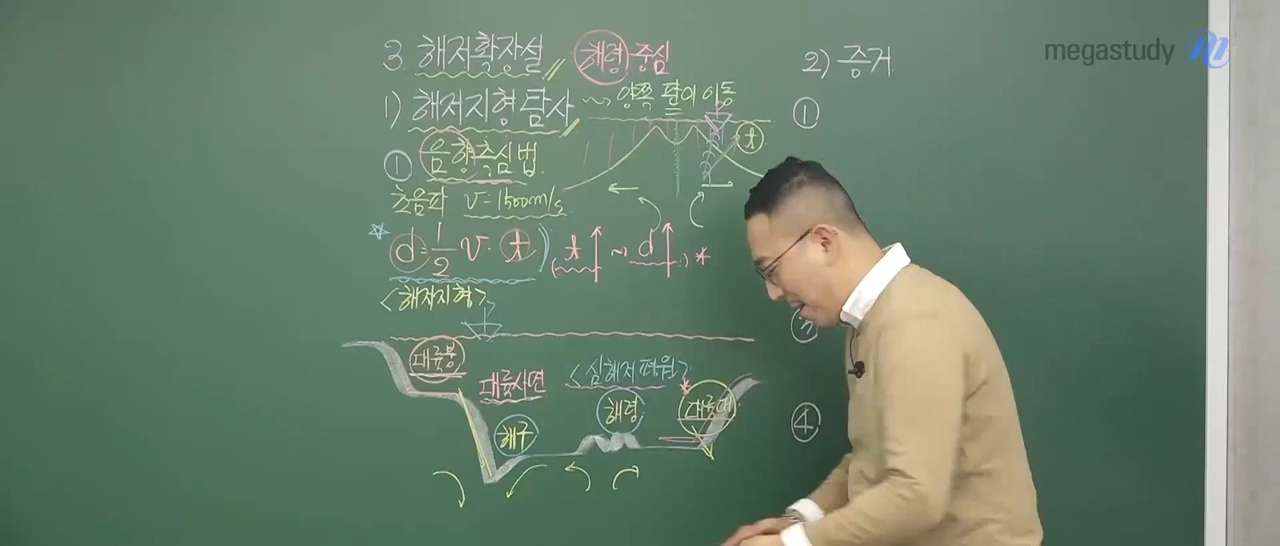 3. 해저확장설 해령 중심
1) 해저지형탐사 ~> 양쪽 판의 이동
① 음향측심법
초음파 v=1500m/s
d=1/2 v·t (t↑ ~ d↑)
<해저지형>
대륙붕
대륙사면 <심해저평원>
해구 해령 대륙대
t
2) 증거
①
④
megastudy